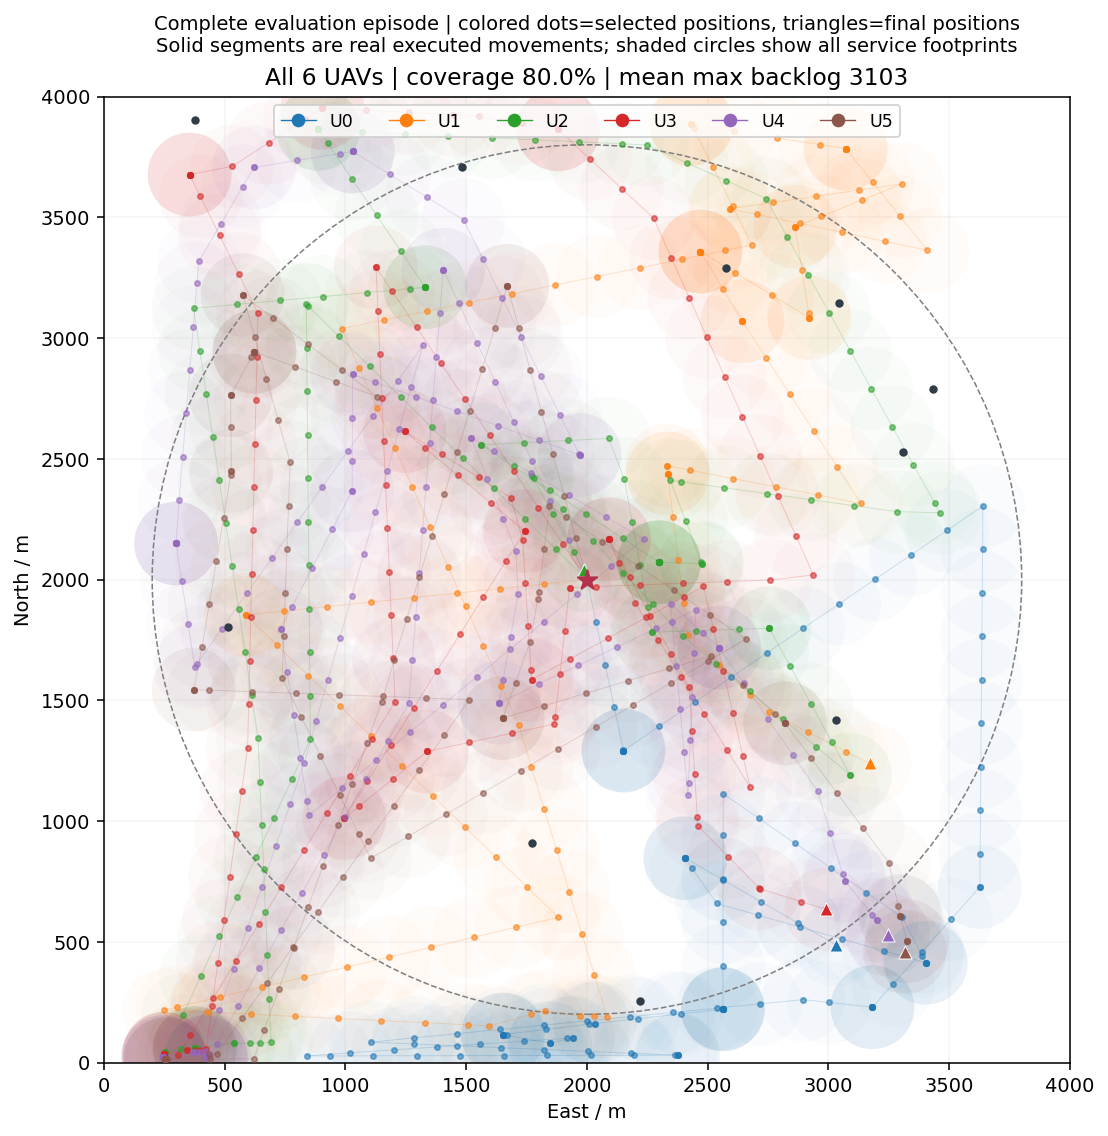 Complete evaluation episode | colored dots=selected positions, triangles=final positions
Solid segments are real executed movements; shaded circles show all service footprints
All 6 UAVs | coverage 80.0% | mean max backlog 3103
U0 U1 U2 U3 U4 U5
4000
3500
3000
2500
2000
1500
1000
500
0
North / m
0 500 1000 1500 2000 2500 3000 3500 4000
East / m